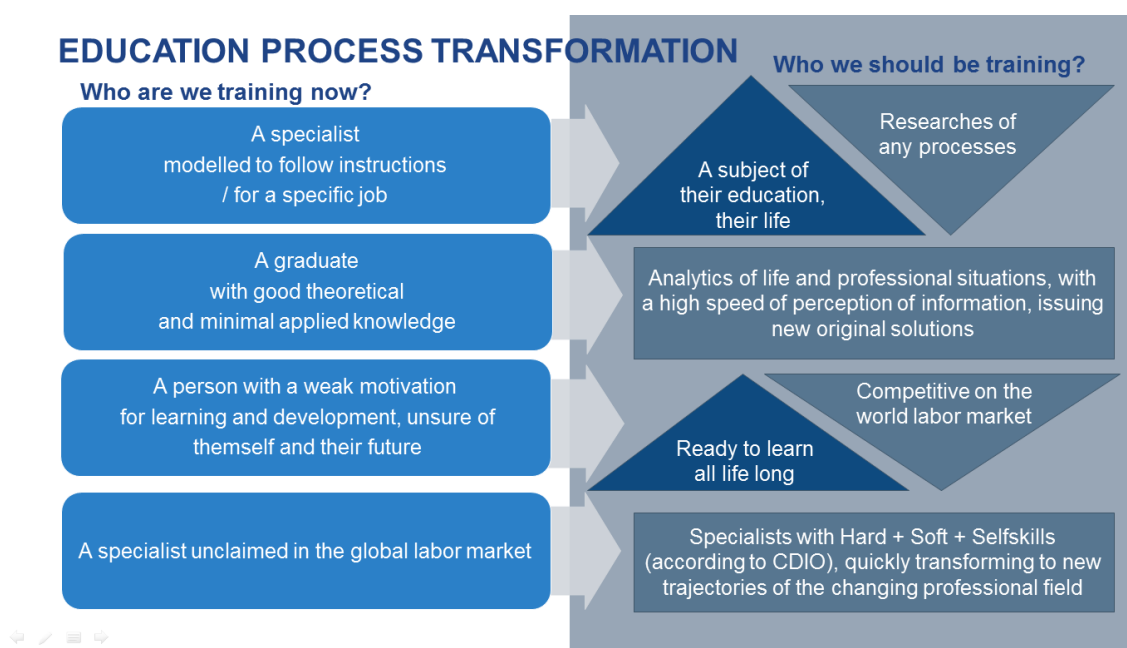 EDUCATION PROCESS TRANSFORMATION
Who are we training now?
Who we should be training?
A specialist
modelled to follow instructions
/ for a specific job
A subject of
their education,
their life
Researches of
any processes
A graduate
with good theoretical
and minimal applied knowledge
Analytics of life and professional situations, with
a high speed of perception of information, issuing
new original solutions
A person with a weak motivation
for learning and development, unsure of
themself and their future
Ready to learn
all life long
Competitive on the
world labor market
A specialist unclaimed in the global labor market
Specialists with Hard + Soft + Selfskills
(according to CDIO), quickly transforming to new
trajectories of the changing professional field